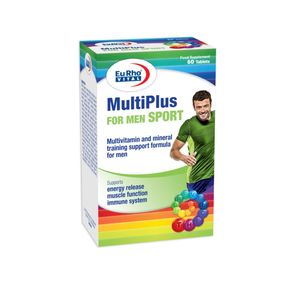 EuRho
VITAL
Food Supplement
60 Tablets
MultiPlus
FOR MEN SPORT
Multivitamin and mineral
training support formula
for men
Supports
energy release
muscle function
immune system